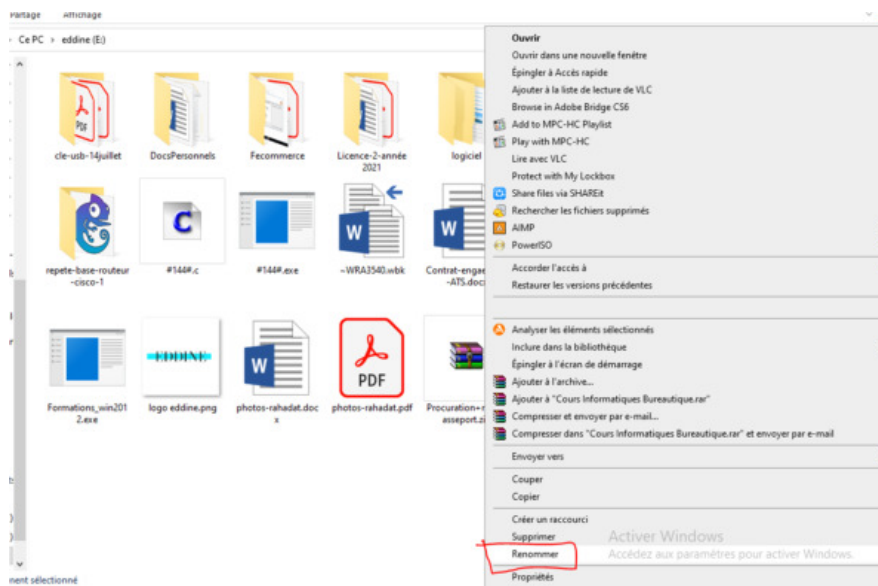 Partage Affichage
Ce PC > eddine (E:)
cle-usb-14juillet
DocsPersonnels
Fecommerce
Licence-2-année
2021
logiciel
repete-base-routeur
-cisco-1
#144#.c
#144#.exe
~WRA3540.wbk
Contrat-engae
-ATS.doc
Formations_win201
2.exe
logo eddine.png
EDDINE
photos-rahadat.doc
x
photos-rahadat.pdf
PDF
Procuration+r
asseport.zi
Ouvrir
Ouvrir dans une nouvelle fenêtre
Épingler à Accès rapide
Ajouter à la liste de lecture de VLC
Browse in Adobe Bridge CS6
Add to MPC-HC Playlist
Play with MPC-HC
Lire avec VLC
Protect with My Lockbox
Share files via SHAREit
Rechercher les fichiers supprimés
AIMP
PowerISO
Accorder l'accès à
Restaurer les versions précédentes
Analyser les éléments sélectionnés
Inclure dans la bibliothèque
Épingler à l'écran de démarrage
Ajouter à l'archive...
Ajouter à "Cours Informatiques Bureautique.rar"
Compresser et envoyer par e-mail...
Compresser dans "Cours Informatiques Bureautique.rar" et envoyer par e-mail
Envoyer vers
Couper
Copier
Créer un raccourci
Supprimer
Renommer
Propriétés
Activer Windows
Accédez aux paramètres pour activer Windows.
ment sélectionné